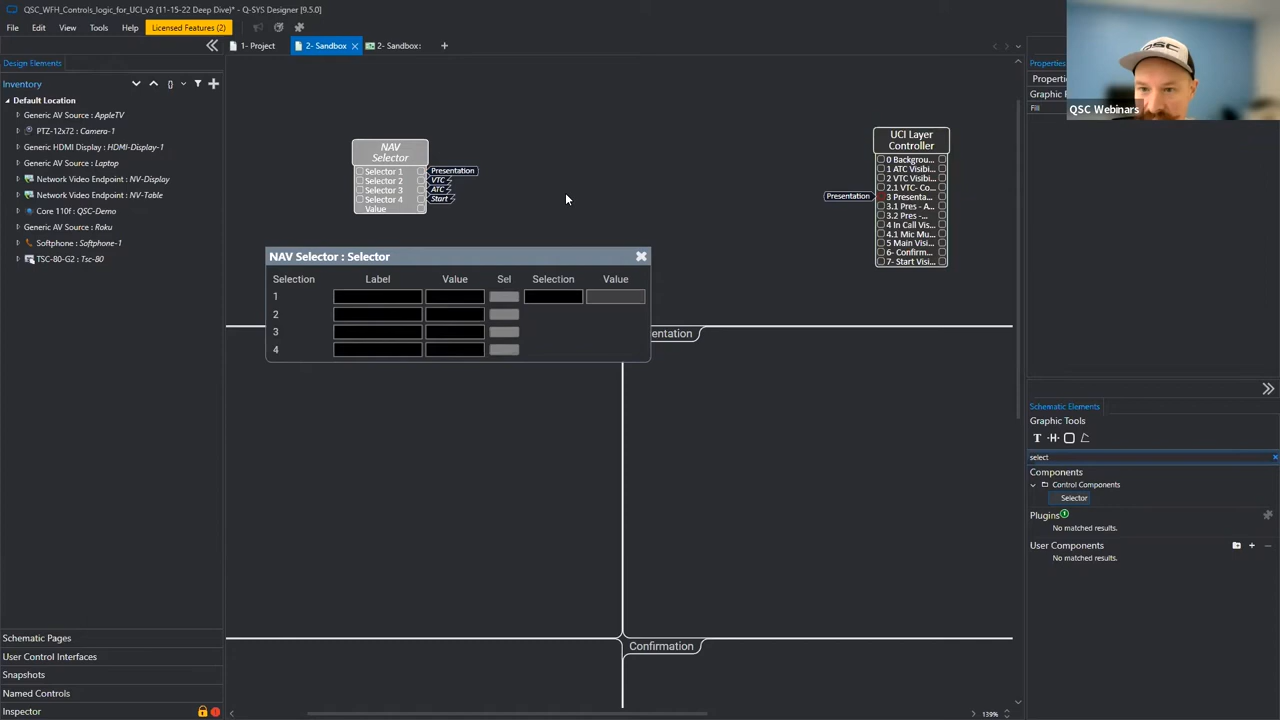 QSC_WFH_Controls_logic_for_UCI_v3 (11-15-22 Deep Dive)* - Q-SYS Designer [9.5.0]
File Edit View Tools Help Licensed Features (2)
1- Project 2- Sandbox 2- Sandbox:
Design Elements
Inventory
Default Location
Generic AV Source : AppleTV
PTZ-12x72 : Camera-1
Generic HDMI Display : HDMI-Display-1
Generic AV Source : Laptop
Network Video Endpoint : NV-Display
Network Video Endpoint : NV-Table
Core 110f : QSC-Demo
Generic AV Source : Roku
Softphone : Softphone-1
TSC-80-G2 : Tsc-80
Schematic Pages
User Control Interfaces
Snapshots
Named Controls
Inspector
NAV
Selector
Selector 1 Presentation
Selector 2 VTC
Selector 3 ATC
Selector 4 Start
Value
NAV Selector : Selector
Selection Label Value Sel Selection Value
1
2
3
4
entation
Confirmation
Presentation
UCI Layer
Controller
0 Backgrou...
1 ATC Visibi...
2 VTC Visibi...
2.1 VTC- Co...
3 Presenta...
3.1 Pres - A...
3.2 Pres -...
4 In Call Vi...
4.1 Mic Mu...
5 Main Visi...
6- Confirm...
7- Start Visi...
139%
QSC
QSC Webinars
Properties
Graphic
Fill
Schematic Elements
Graphic Tools
T H
select
Components
Control Components
Selector
Plugins
No matched results.
User Components
No matched results.